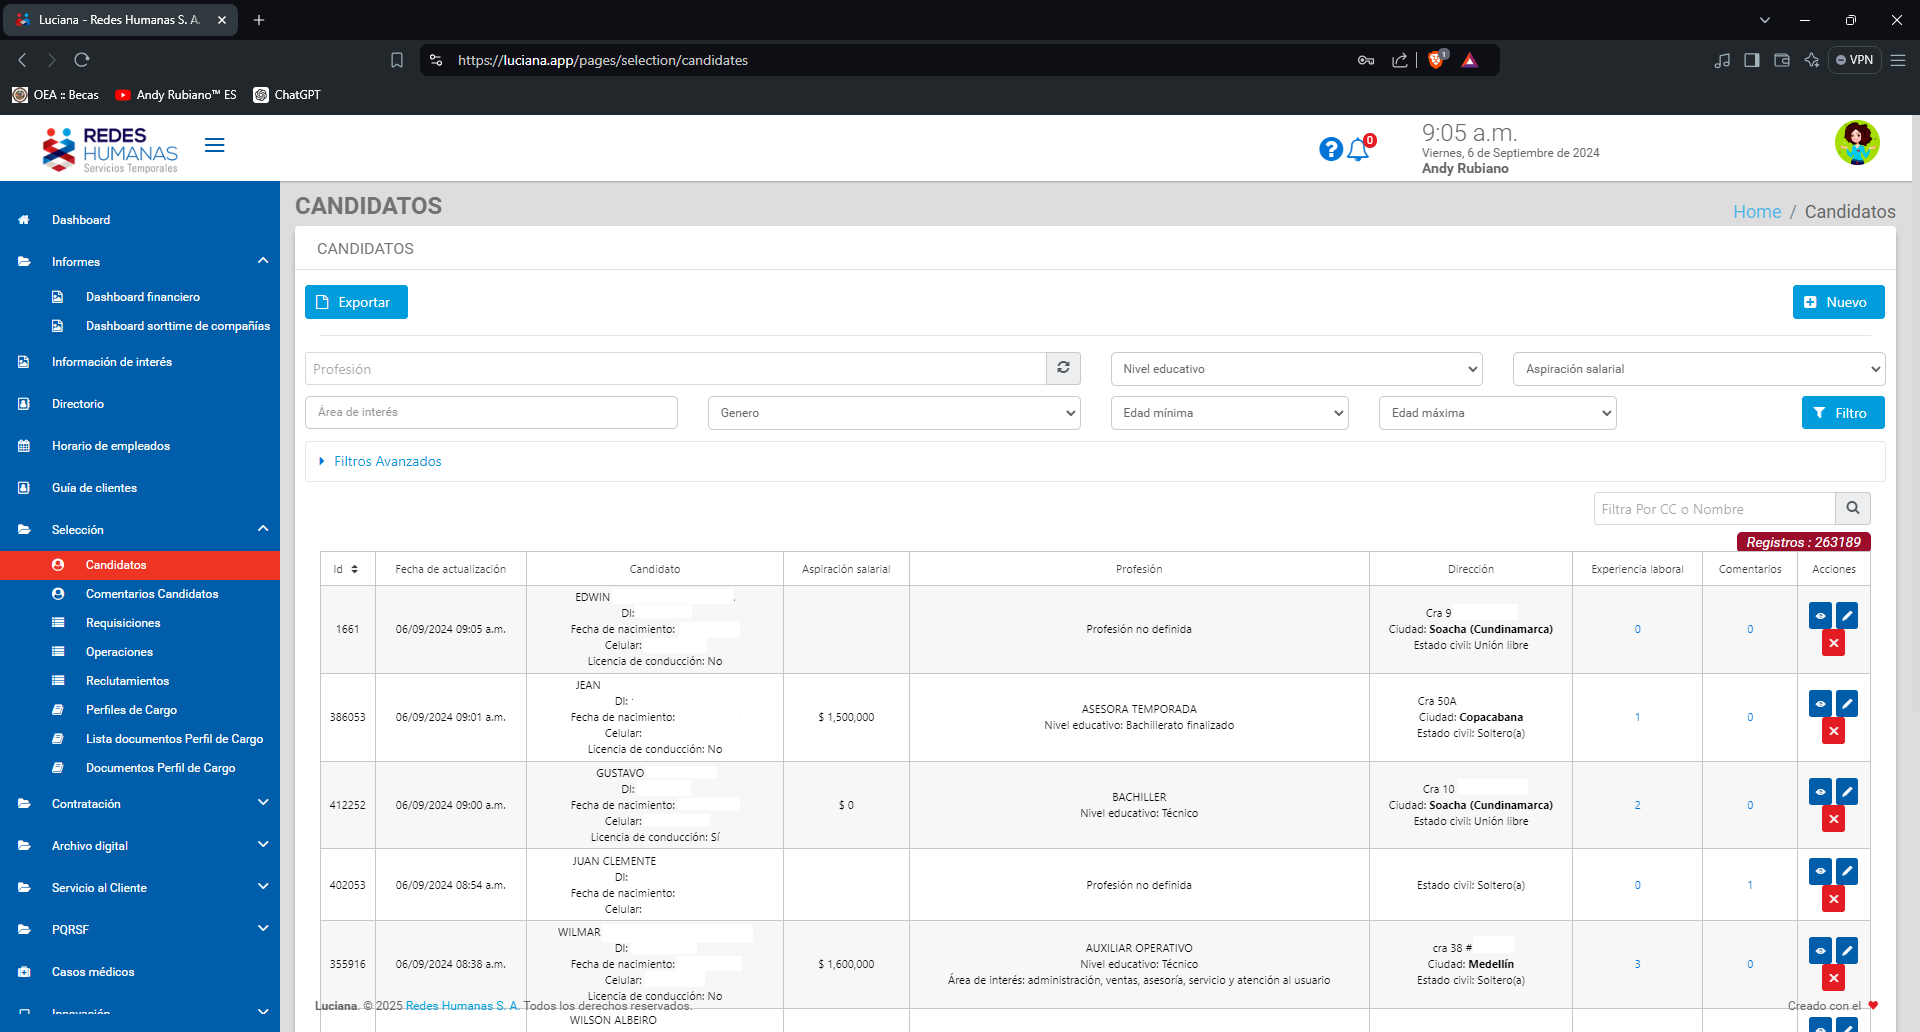 Luciana - Redes Humanas S. A.
https://luciana.app/pages/selection/candidates
1
VPN
OEA :: Becas
Andy Rubiano™ ES
ChatGPT
REDES
HUMANAS
Servicios Temporales
?
0
9:05 a.m.
Viernes, 6 de Septiembre de 2024
Andy Rubiano
Dashboard
Informes
Dashboard financiero
Dashboard sorttime de compañías
Información de interés
Directorio
Horario de empleados
Guía de clientes
Selección
Candidatos
Comentarios Candidatos
Requisiciones
Operaciones
Reclutamientos
Perfiles de Cargo
Lista documentos Perfil de Cargo
Documentos Perfil de Cargo
Contratación
Archivo digital
Servicio al Cliente
PQRSF
Casos médicos
Innovación
CANDIDATOS
Home / Candidatos
CANDIDATOS
Exportar
Nuevo
Profesión
Nivel educativo
Aspiración salarial
Área de interés
Genero
Edad mínima
Edad máxima
Filtro
Filtros Avanzados
Filtra Por CC o Nombre
Registros : 263189
Id Fecha de actualización Candidato Aspiración salarial Profesión Dirección Experiencia laboral Comentarios Acciones
1661
06/09/2024 09:05 a.m.
EDWIN
DI:
Fecha de nacimiento:
Celular:
Licencia de conducción: No
Profesión no definida
Cra 9
Ciudad: Soacha (Cundinamarca)
Estado civil: Unión libre
0
0
386053
06/09/2024 09:01 a.m.
JEAN
DI:
Fecha de nacimiento:
Celular:
Licencia de conducción: No
$ 1,500,000
ASESORA TEMPORADA
Nivel educativo: Bachillerato finalizado
Cra 50A
Ciudad: Copacabana
Estado civil: Soltero(a)
1
0
412252
06/09/2024 09:00 a.m.
GUSTAVO
DI:
Fecha de nacimiento:
Celular:
Licencia de conducción: Sí
$ 0
BACHILLER
Nivel educativo: Técnico
Cra 10
Ciudad: Soacha (Cundinamarca)
Estado civil: Unión libre
2
0
402053
06/09/2024 08:54 a.m.
JUAN CLEMENTE
DI:
Fecha de nacimiento:
Celular:
Profesión no definida
Estado civil: Soltero(a)
0
1
355916
06/09/2024 08:38 a.m.
WILMAR
DI:
Fecha de nacimiento:
Celular:
Licencia de conducción: No
$ 1,600,000
AUXILIAR OPERATIVO
Nivel educativo: Técnico
Área de interés: administración, ventas, asesoría, servicio y atención al usuario
cra 38 #
Ciudad: Medellín
Estado civil: Soltero(a)
3
0
WILSON ALBEIRO
Luciana. © 2025 Redes Humanas S. A. Todos los derechos reservados.
Creado con el